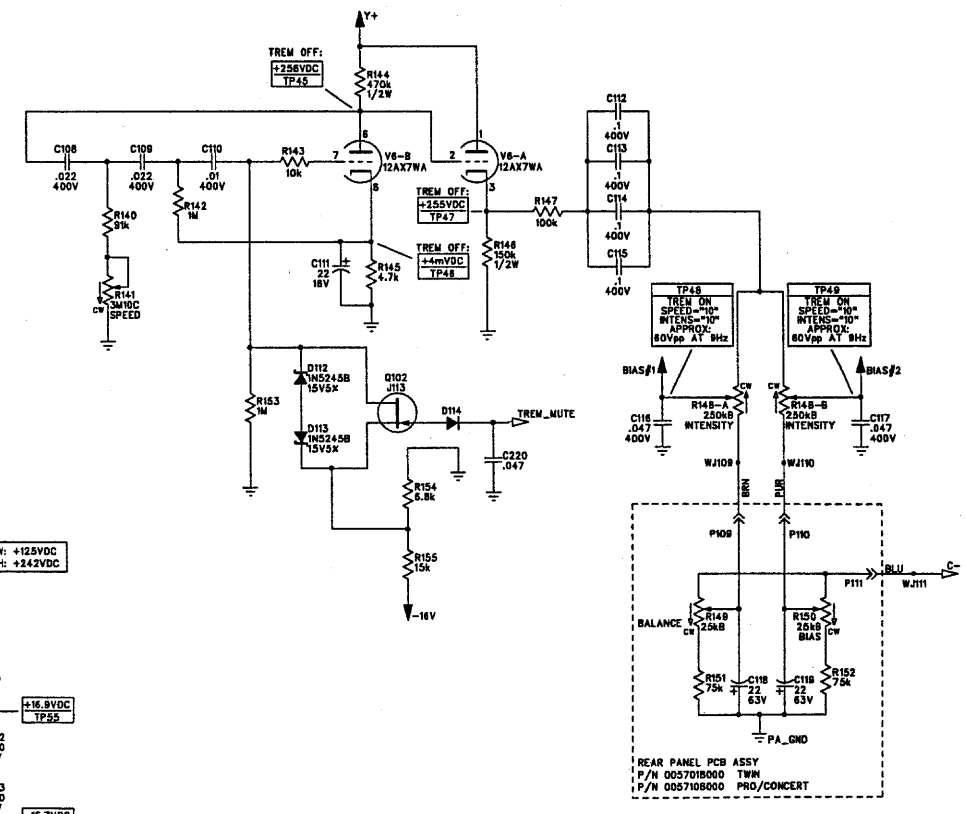 Y+
TREM OFF:
+256VDC
TP45
R144
470k
1/2W
C108
.022
400V
C109
.022
400V
C110
.01
400V
R143
10k
6
7
8
V6-B
12AX7WA
1
2
3
V6-A
12AX7WA
C112
.1
400V
C113
.1
400V
C114
.1
400V
C115
.1
400V
R140
91k
R142
1M
TREM OFF:
+255VDC
TP47
R147
100k
R146
150k
1/2W
R141
3M10C
SPEED
CW
C111
22
16V
R145
4.7k
TREM OFF:
+4mVDC
TP46
TP48
TREM ON
SPEED="10"
INTENS="10"
APPROX:
60Vpp AT 9Hz
TP49
TREM ON
SPEED="10"
INTENS="10"
APPROX:
60Vpp AT 9Hz
BIAS#1
BIAS#2
R153
1M
D112
1N5245B
15V5%
D113
1N5245B
15V5%
Q102
J113
D114
TREM_MUTE
C220
.047
C116
.047
400V
CW
R148-A
250kB
INTENSITY
CW
R148-B
250kB
INTENSITY
C117
.047
400V
R154
6.8k
R155
15k
-16V
WJ109
WJ110
BRN
PUR
P109
P110
P111
BLU
WJ111
C-
BALANCE
R149
25kB
CW
R150
25kB
BIAS
CW
R151
75k
C118
22
63V
C119
22
63V
R152
75k
PA_GND
REAR PANEL PCB ASSY
P/N 0057018000 TWIN
P/N 0057108000 PRO/CONCERT
: +125VDC
H: +242VDC
+16.9VDC
TP55